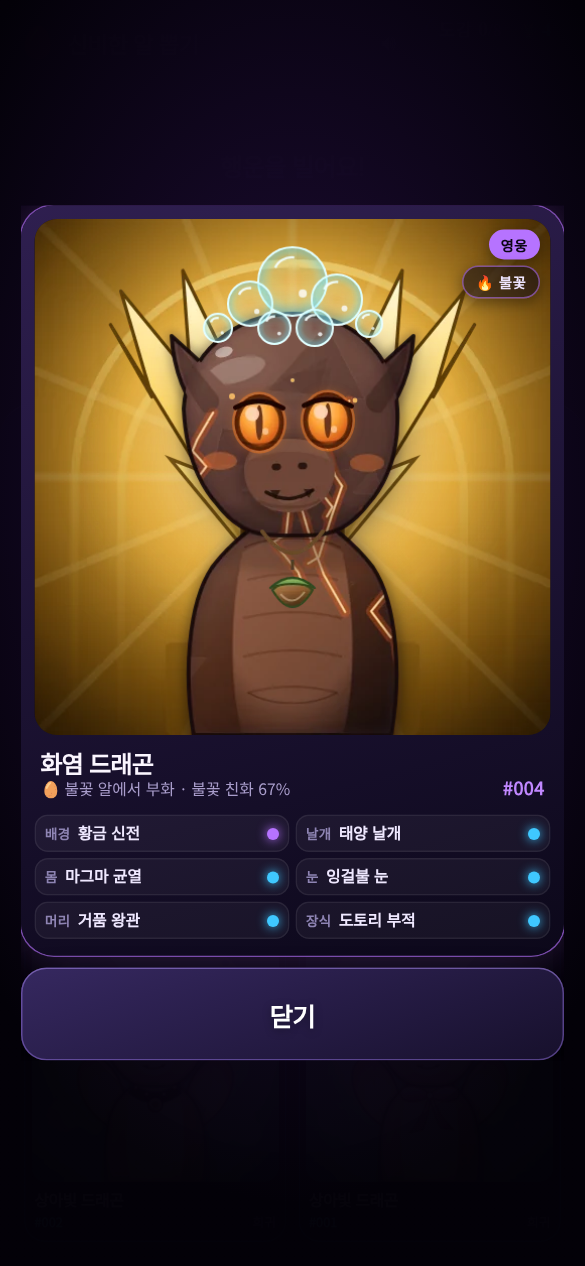 영웅
🔥 불꽃
화염 드래곤
🥚 불꽃 알에서 부화 · 불꽃 친화 67%
#004
배경 황금 신전
날개 태양 날개
몸 마그마 균열
눈 잉걸불 눈
머리 거품 왕관
장식 도토리 부적
닫기